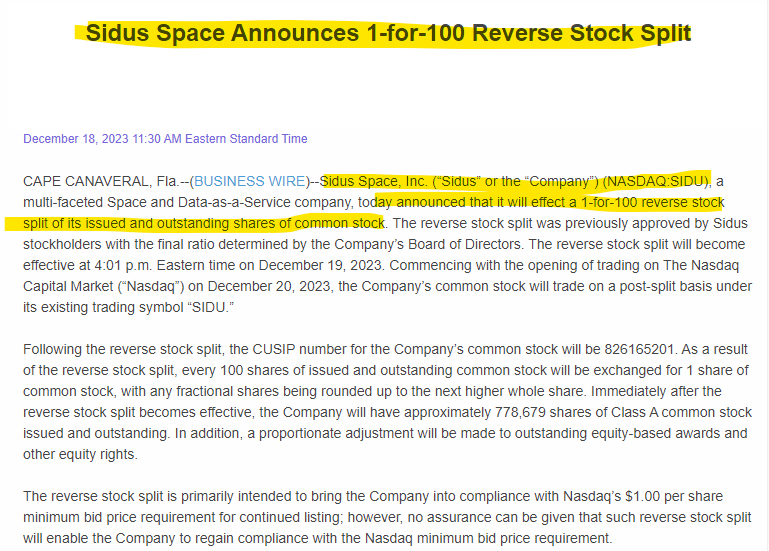 Sidus Space Announces 1-for-100 Reverse Stock Split
December 18, 2023 11:30 AM Eastern Standard Time
CAPE CANAVERAL, Fla.--(BUSINESS WIRE)--Sidus Space, Inc. (“Sidus” or the “Company”) (NASDAQ:SIDU), a
multi-faceted Space and Data-as-a-Service company, today announced that it will effect a 1-for-100 reverse stock
split of its issued and outstanding shares of common stock. The reverse stock split was previously approved by Sidus
stockholders with the final ratio determined by the Company’s Board of Directors. The reverse stock split will become
effective at 4:01 p.m. Eastern time on December 19, 2023. Commencing with the opening of trading on The Nasdaq
Capital Market (“Nasdaq”) on December 20, 2023, the Company’s common stock will trade on a post-split basis under
its existing trading symbol “SIDU.”
Following the reverse stock split, the CUSIP number for the Company’s common stock will be 826165201. As a result
of the reverse stock split, every 100 shares of issued and outstanding common stock will be exchanged for 1 share of
common stock, with any fractional shares being rounded up to the next higher whole share. Immediately after the
reverse stock split becomes effective, the Company will have approximately 778,679 shares of Class A common stock
issued and outstanding. In addition, a proportionate adjustment will be made to outstanding equity-based awards and
other equity rights.
The reverse stock split is primarily intended to bring the Company into compliance with Nasdaq’s $1.00 per share
minimum bid price requirement for continued listing; however, no assurance can be given that such reverse stock split
will enable the Company to regain compliance with the Nasdaq minimum bid price requirement.